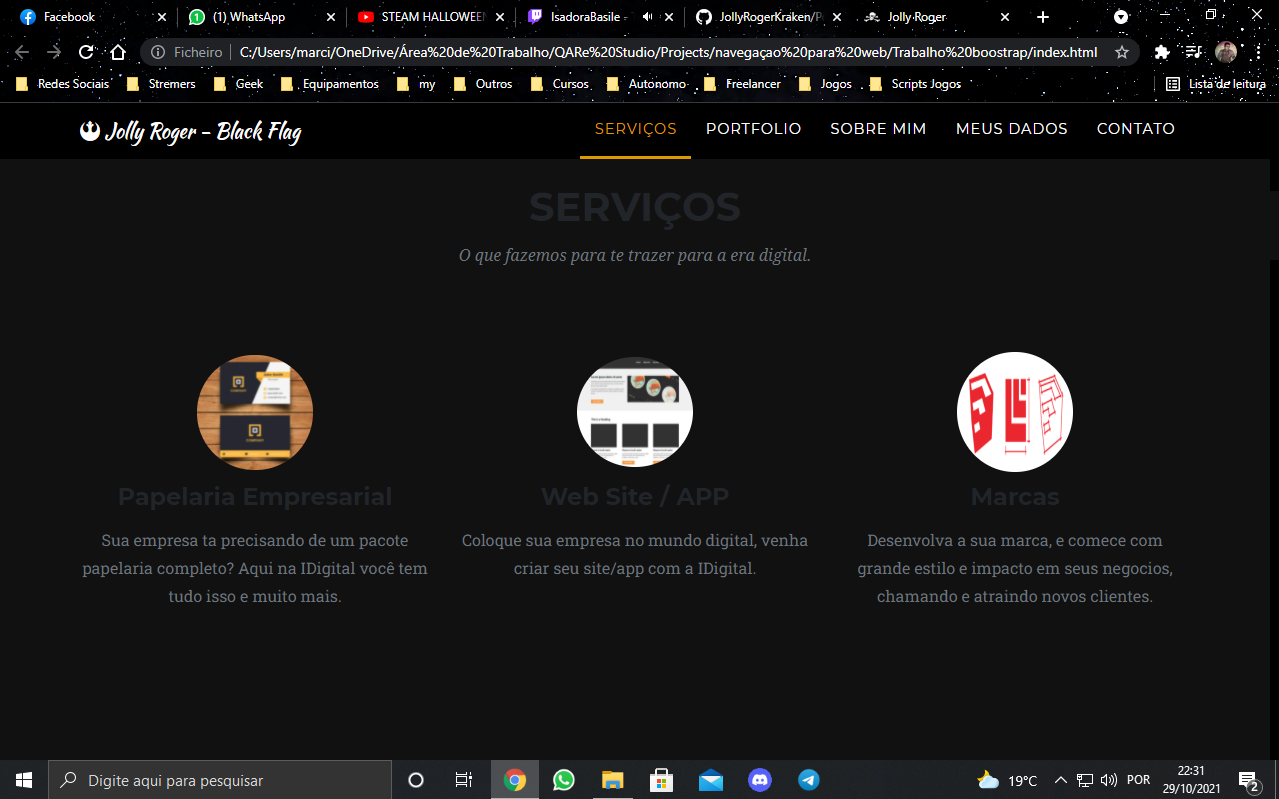 Facebook
(1) WhatsApp
STEAM HALLOWEEN
IsadoraBasile -
JollyRogerKraken/P
Jolly Roger
Ficheiro
C:/Users/marci/OneDrive/Área%20de%20Trabalho/QARe%20Studio/Projects/navegaçao%20para%20web/Trabalho%20boostrap/index.html
Redes Sociais
Stremers
Geek
Equipamentos
my
Outros
Cursos
Autonomo
Freelancer
Jogos
Scripts Jogos
Lista de leitura
Jolly Roger – Black Flag
SERVIÇOS
PORTFOLIO
SOBRE MIM
MEUS DADOS
CONTATO
SERVIÇOS
O que fazemos para te trazer para a era digital.
Papelaria Empresarial
Sua empresa ta precisando de um pacote
papelaria completo? Aqui na IDigital você tem
tudo isso e muito mais.
Web Site / APP
Coloque sua empresa no mundo digital, venha
criar seu site/app com a IDigital.
Marcas
Desenvolva a sua marca, e comece com
grande estilo e impacto em seus negocios,
chamando e atraindo novos clientes.
Digite aqui para pesquisar
19°C
POR
22:31
29/10/2021
2